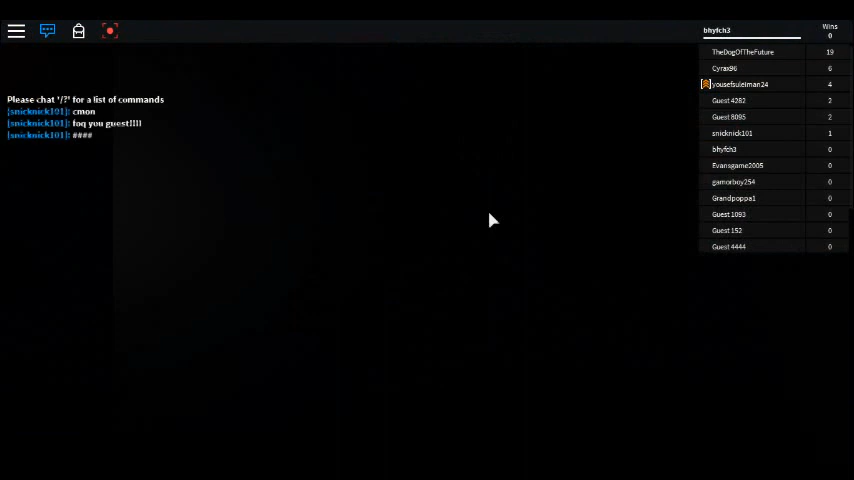 bhyfch3 Wins
0
TheDogOfTheFuture 19
Cyrax96 6
yousefsuleiman24 4
Guest 4282 2
Guest 8095 2
snicknick101 1
bhyfch3 0
Evansgame2005 0
gamorboy254 0
Grandpoppa1 0
Guest 1093 0
Guest 152 0
Guest 4444 0
Please chat '/?' for a list of commands
[snicknick101]: cmon
[snicknick101]: foq you guest!!!!
[snicknick101]: ####